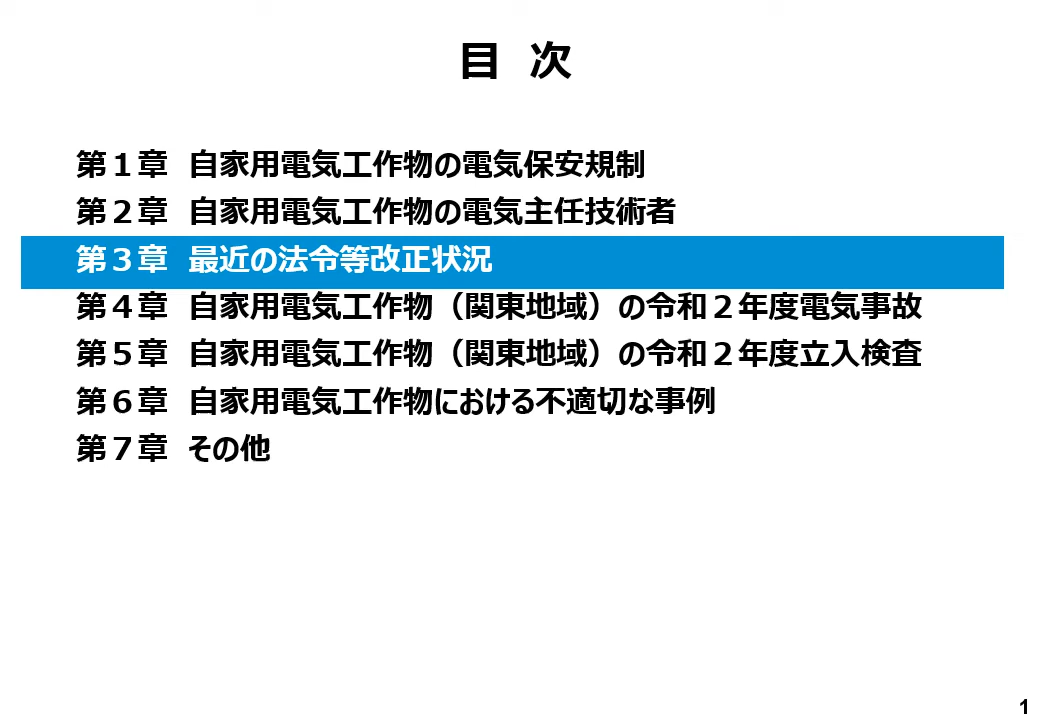 目 次
第１章 自家用電気工作物の電気保安規制
第２章 自家用電気工作物の電気主任技術者
第３章 最近の法令等改正状況
第４章 自家用電気工作物（関東地域）の令和２年度電気事故
第５章 自家用電気工作物（関東地域）の令和２年度立入検査
第６章 自家用電気工作物における不適切な事例
第７章 その他
1